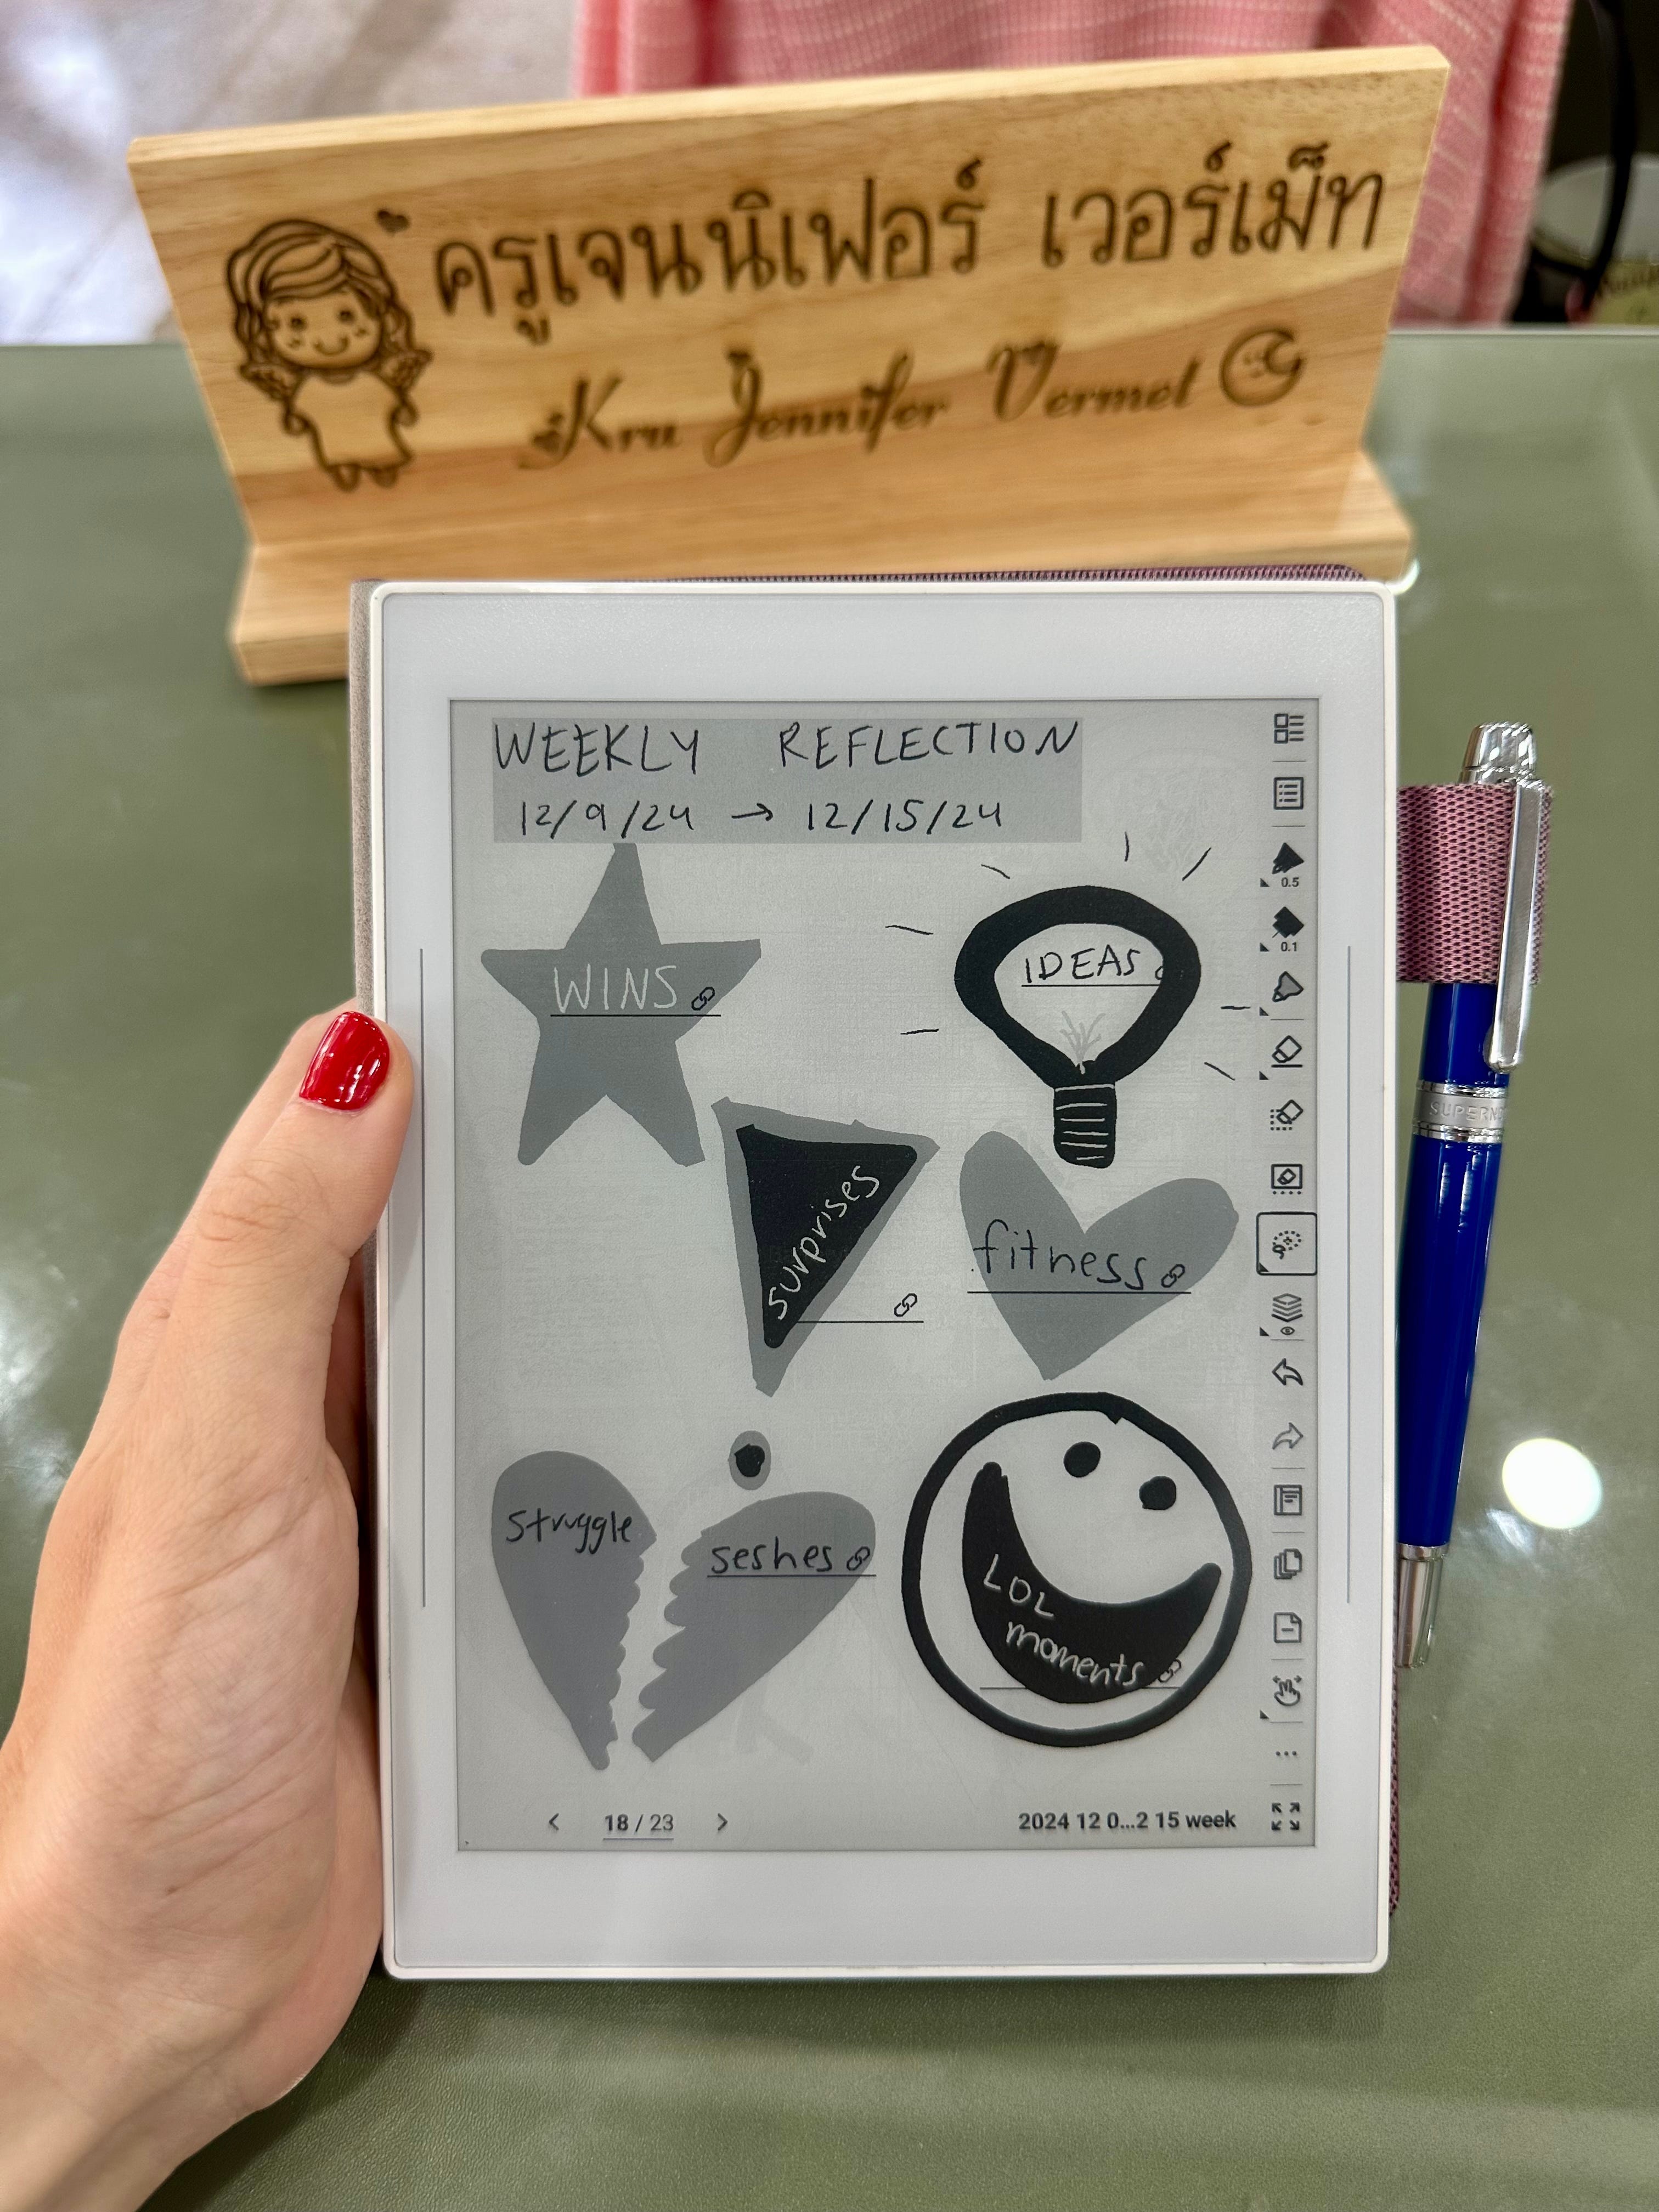 ครูเจนนิเฟอร์ เวอร์เม็ท
Kru Jennifer Vermet
WEEKLY REFLECTION
12/9/24 → 12/15/24
WINS
IDEAS
surprises
fitness
struggle seshes
LOL
moments
0.5
0.1
18 / 23
2024 12 0...2 15 week